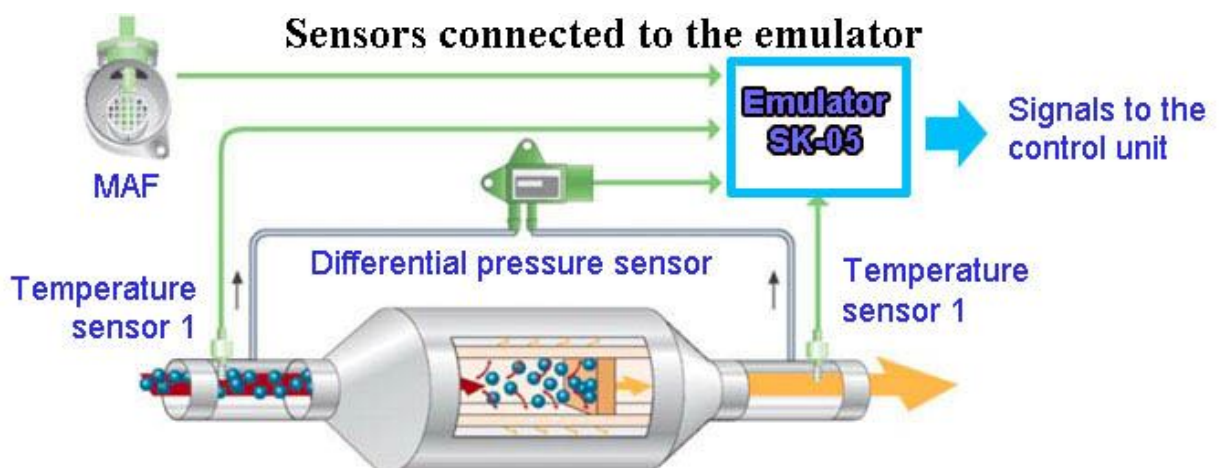 Sensors connected to the emulator
MAF
Emulator
SK-05
Signals to the
control unit
Differential pressure sensor
Temperature
sensor 1
Temperature
sensor 1